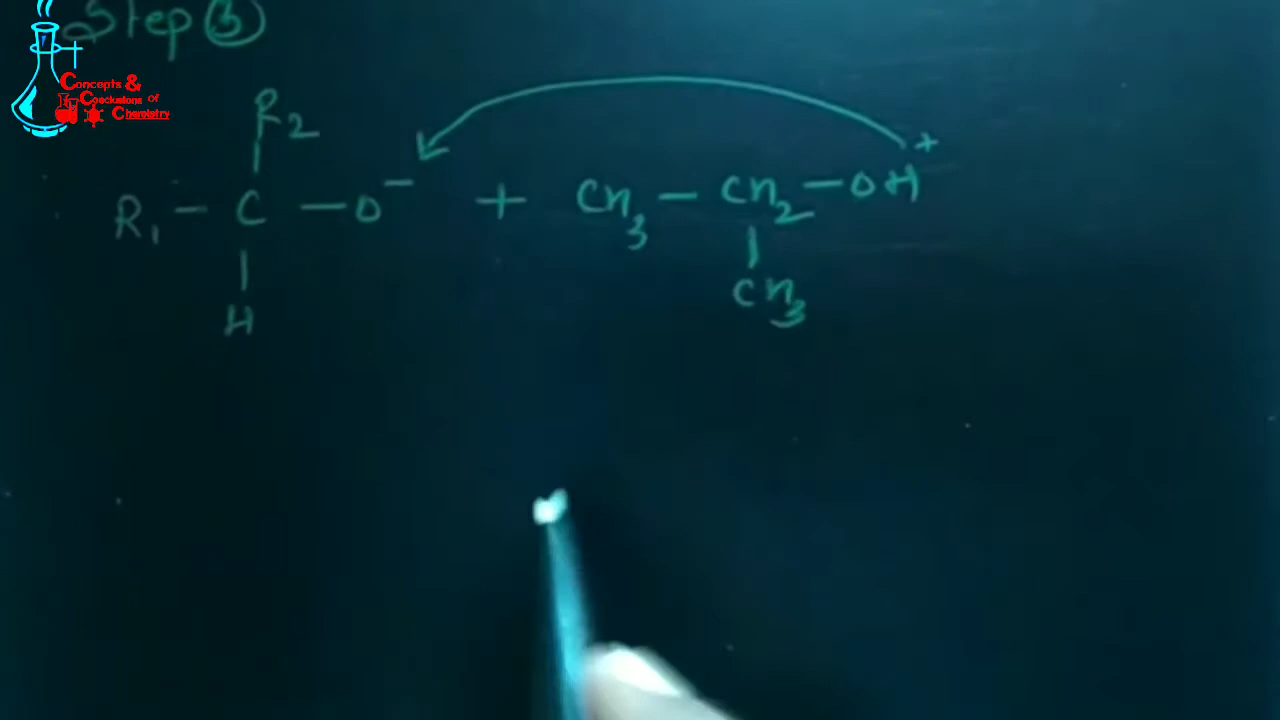 Step ③
Concepts &
Conclusions of
Chemistry
R2
R1 - C - O⁻ + CH3 - CH2 - OH⁺
H
CH3